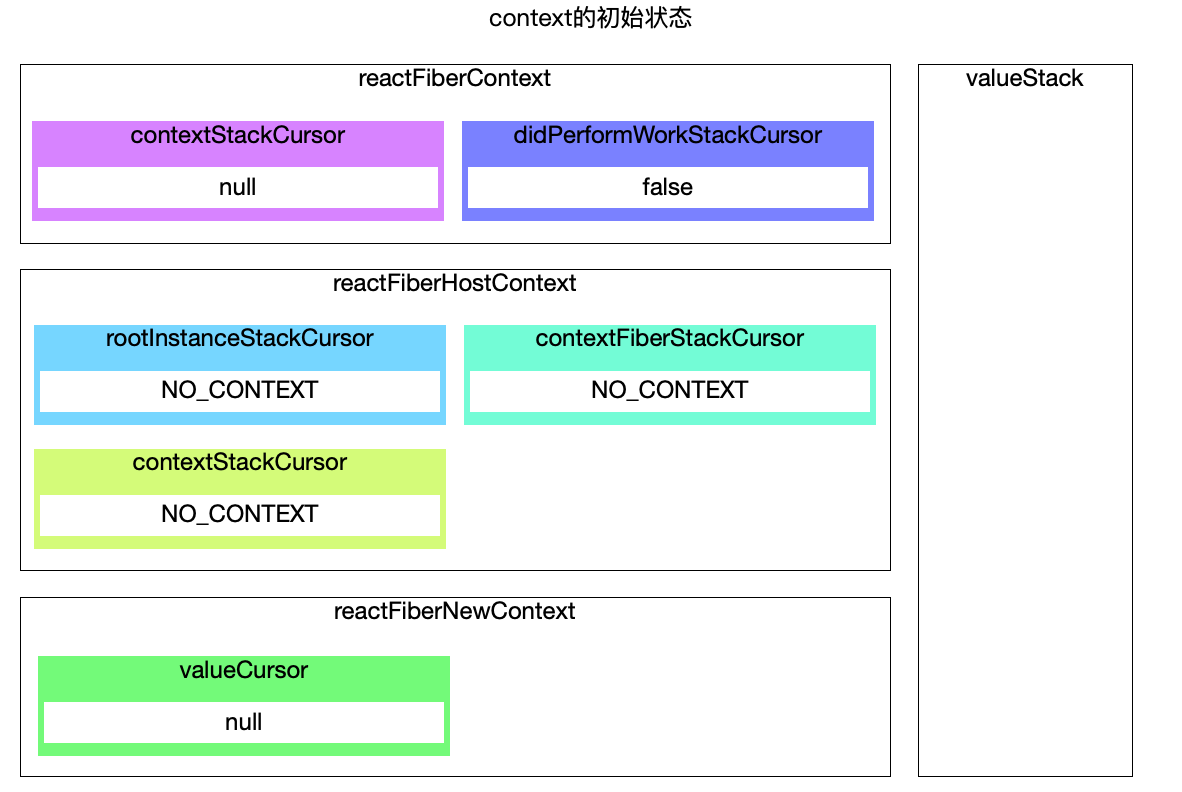 context的初始状态
reactFiberContext
valueStack
contextStackCursor
didPerformWorkStackCursor
null
false
reactFiberHostContext
rootInstanceStackCursor
contextFiberStackCursor
NO_CONTEXT
NO_CONTEXT
contextStackCursor
NO_CONTEXT
reactFiberNewContext
valueCursor
null